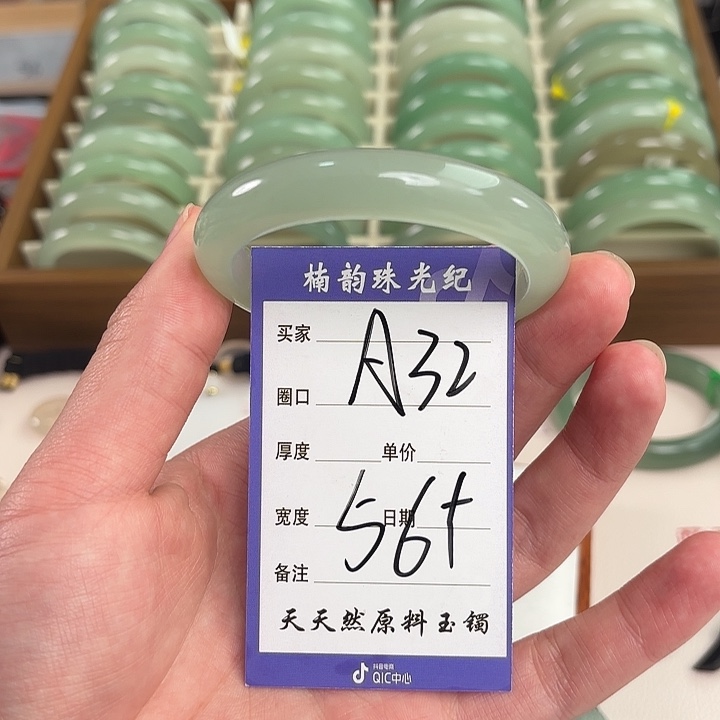 楠韵珠光纪
买家
A32
圈口
厚度 单价
宽度 日期
56+
备注
天天然原料玉镯
抖音电商
QIC中心